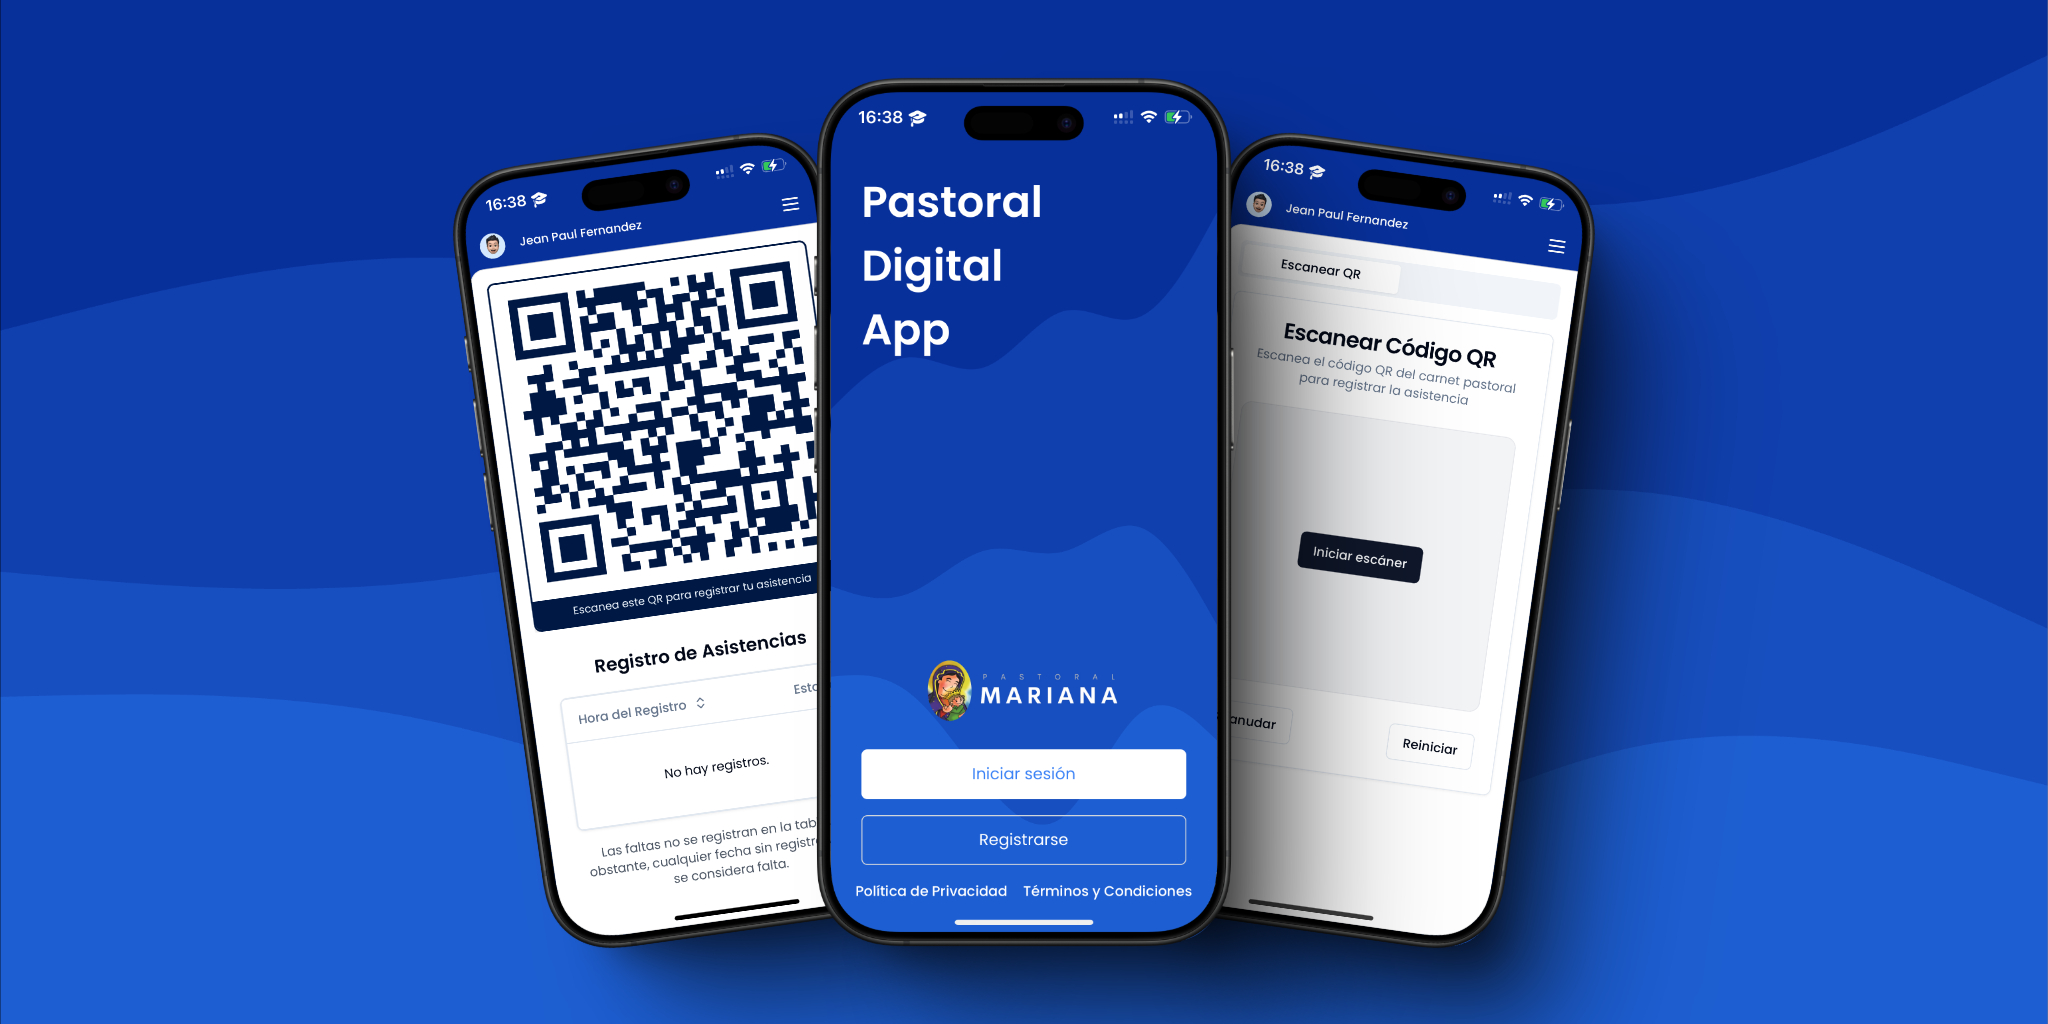 16:38
Jean Paul Fernandez
Escanea este QR para registrar tu asistencia
Registro de Asistencias
Hora del Registro
No hay registros.
Las faltas no se registran en la
obstante, cualquier fecha sin
se considera falta.
16:38
Pastoral
Digital
App
PASTORAL
MARIANA
Iniciar sesión
Registrarse
Política de Privacidad Términos y Condiciones
16:38
Jean Paul Fernandez
Escanear QR
Escanear Código QR
Escanea el código QR del carnet pastoral
para registrar la asistencia
Iniciar escáner
Reiniciar